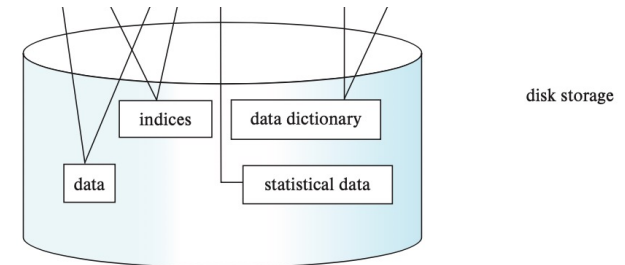 disk storage
indices
data dictionary
data
statistical data